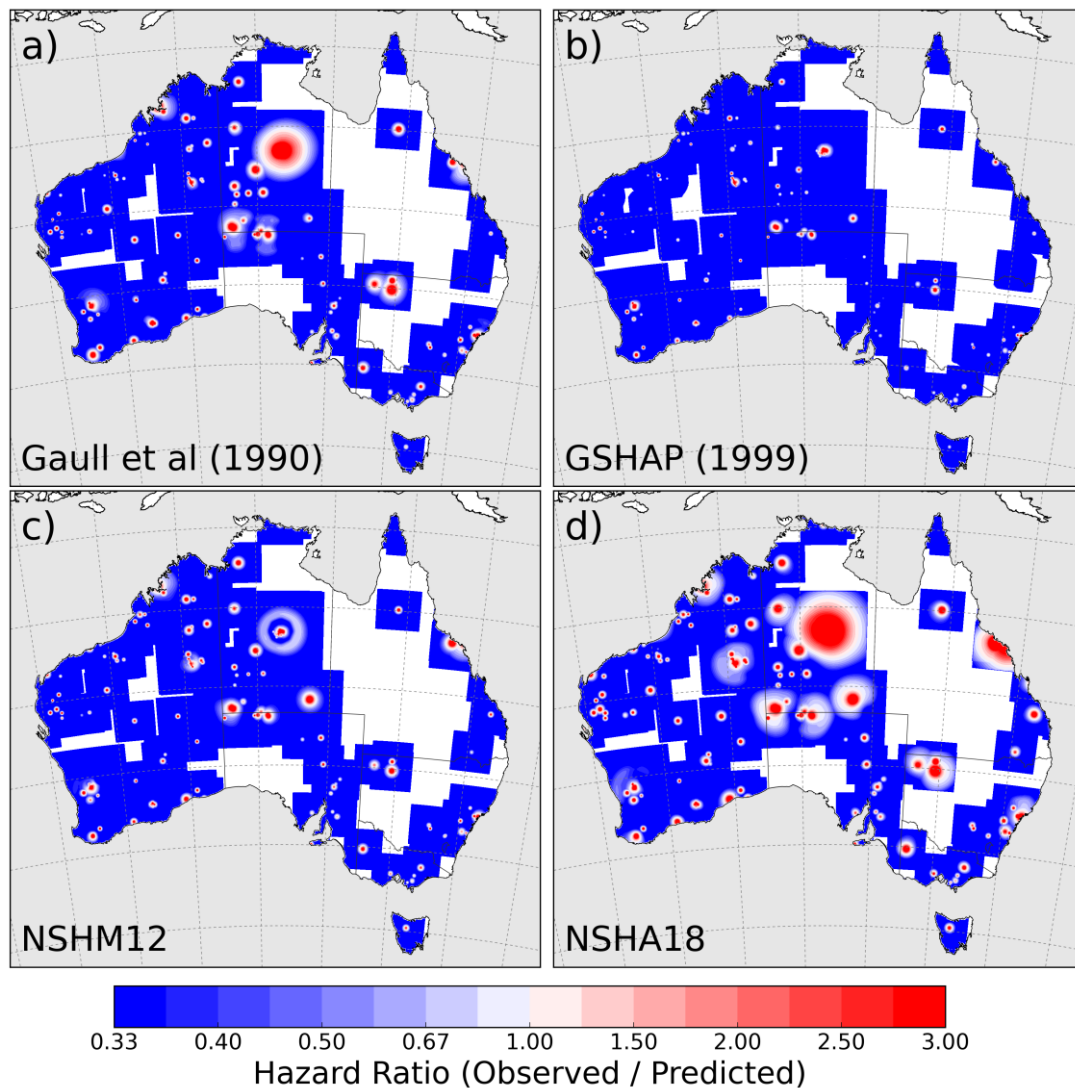 a)
Gaull et al (1990)
b)
GSHAP (1999)
c)
NSHM12
d)
NSHA18
0.33 0.40 0.50 0.67 1.00 1.50 2.00 2.50 3.00
Hazard Ratio (Observed / Predicted)